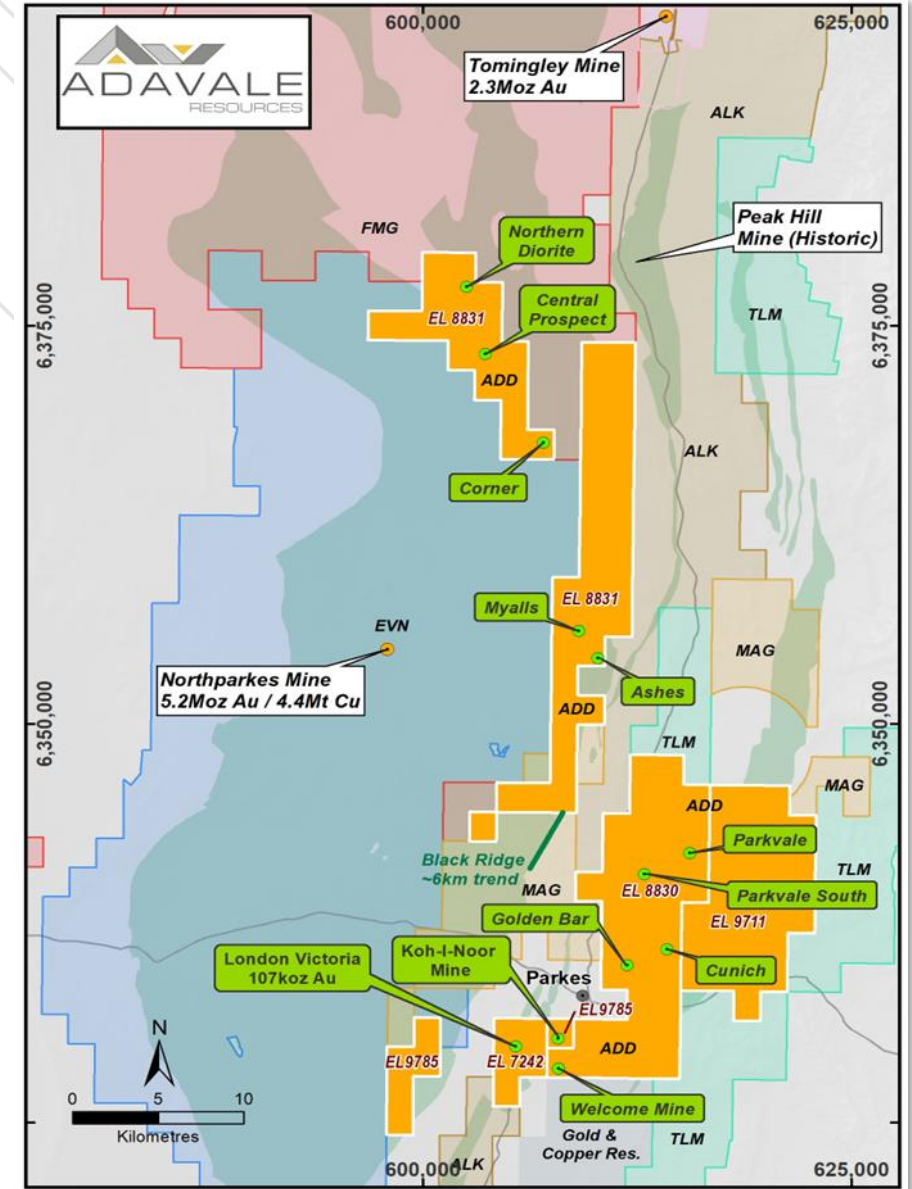 600,000
625,000
ADAVALE
RESOURCES
Tomingley Mine
2.3Moz Au
ALK
Peak Hill
Mine (Historic)
FMG
Northern
Diorite
Central
Prospect
EL 8831
TLM
6,375,000
6,375,000
ADD
ALK
Corner
EL 8831
Myalls
EVN
MAG
Northparkes Mine
5.2Moz Au / 4.4Mt Cu
Ashes
ADD
6,350,000
6,350,000
TLM
MAG
ADD
Black Ridge
~6km trend
Parkvale
TLM
MAG
EL 8830
Parkvale South
Golden Bar
EL 9711
London Victoria
107koz Au
Koh-I-Noor
Mine
Cunich
Parkes
EL9785
N
ADD
EL9785
EL 7242
0 5 10
Kilometres
Welcome Mine
Gold &
Copper Res.
TLM
ALK
600,000
625,000